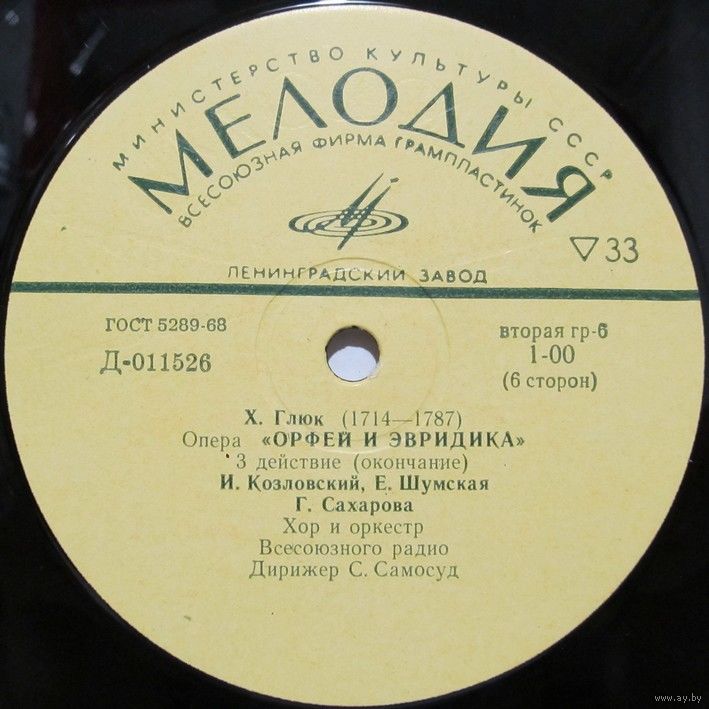 МИНИСТЕРСТВО КУЛЬТУРЫ СССР
МЕЛОДИЯ
ВСЕСОЮЗНАЯ ФИРМА ГРАМПЛАСТИНОК
▽33
ЛЕНИНГРАДСКИЙ ЗАВОД
ГОСТ 5289-68
Д-011526
вторая гр-б
1-00
(6 сторон)
Х. Глюк (1714—1787)
Опера «ОРФЕЙ И ЭВРИДИКА»
3 действие (окончание)
И. Козловский, Е. Шумская
Г. Сахарова
Хор и оркестр
Всесоюзного радио
Дирижер С. Самосуд
www.ay.by